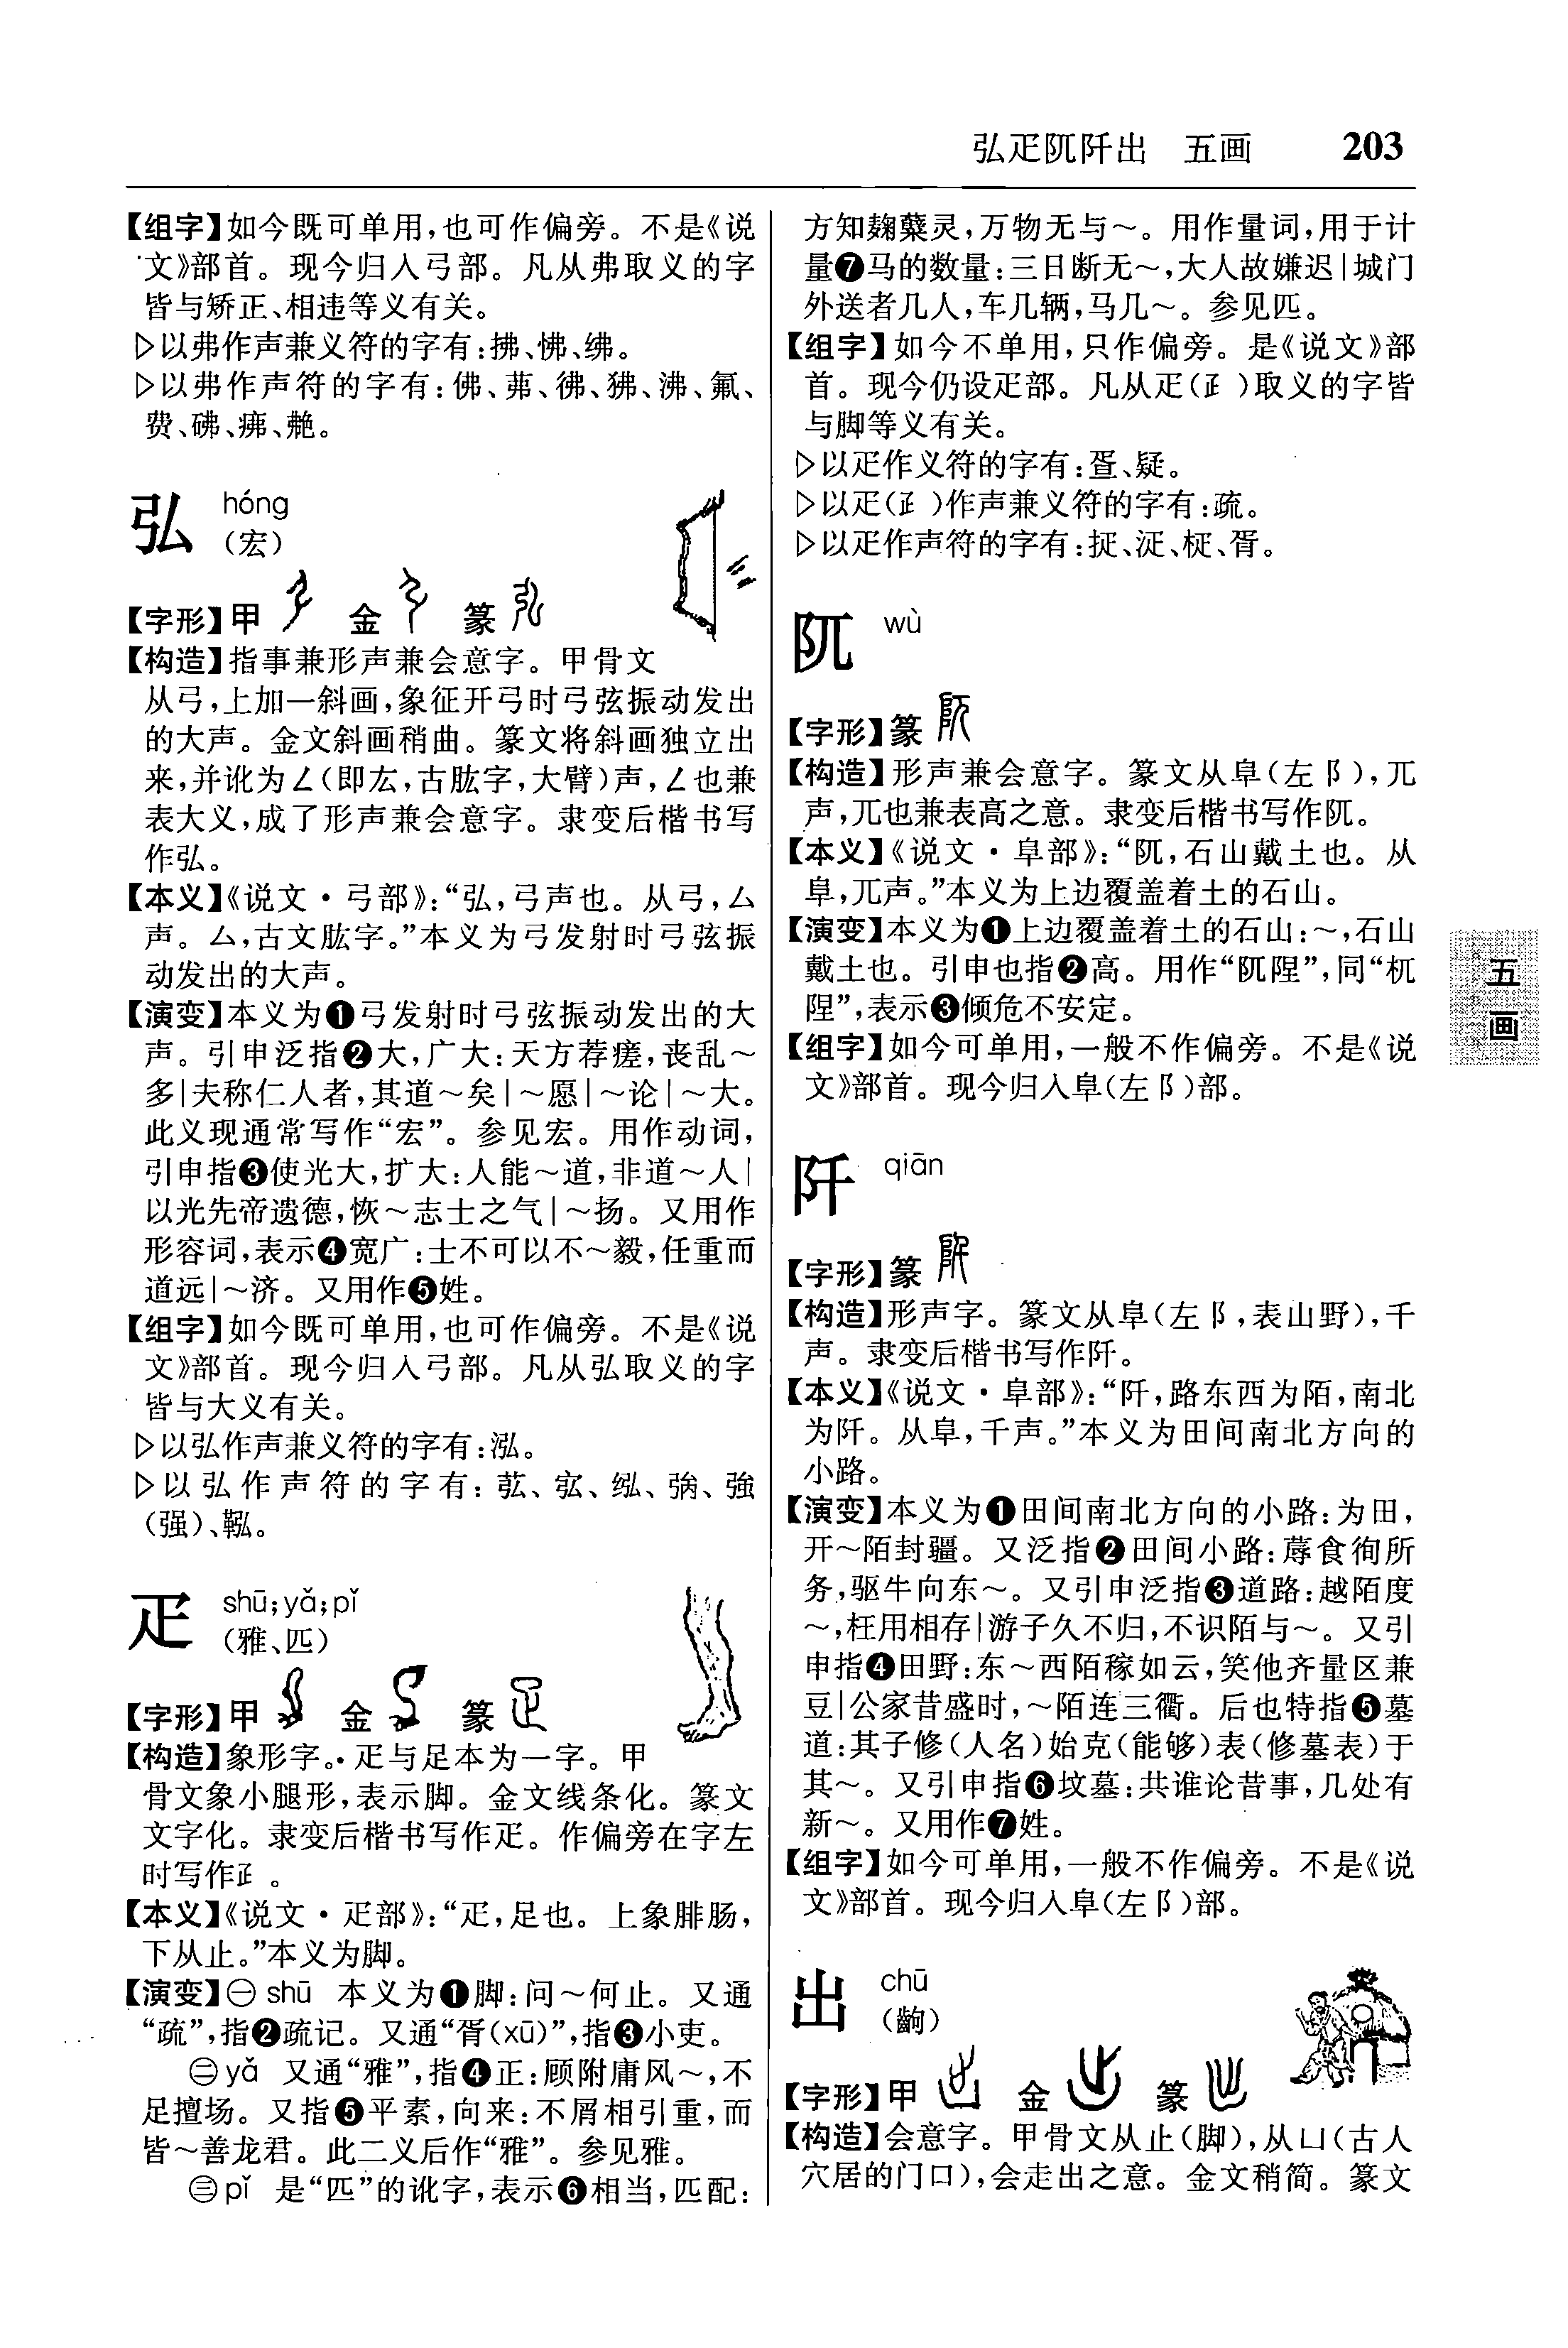 弘疋阢阡出　五画　203
【组字】如今既可单用，也可作偏旁。不是《说
文》部首。现今归入弓部。凡从弗取义的字
皆与矫正、相违等义有关。
▷以弗作声兼义符的字有：拂、怫、绋。
▷以弗作声符的字有：佛、茀、彿、狒、沸、氟、
费、砩、疿、艴。
弘　hóng
（宏）
【字形】甲　金　篆
【构造】指事兼形声兼会意字。甲骨文
从弓，上加一斜画，象征开弓时弓弦振动发出
的大声。金文斜画稍曲。篆文将斜画独立出
来，并讹为ㄥ（即厷，古肱字，大臂）声，ㄥ也兼
表大义，成了形声兼会意字。隶变后楷书写
作弘。
【本义】《说文・弓部》：“弘，弓声也。从弓，厶
声。厶，古文肱字。”本义为弓发射时弓弦振
动发出的大声。
【演变】本义为❶弓发射时弓弦振动发出的大
声。引申泛指❷大，广大：天方荐瘥，丧乱～
多|夫称仁人者，其道～矣|～愿|～论|～大。
此义现通常写作“宏”。参见宏。用作动词，
引申指❸使光大，扩大：人能～道，非道～人|
以光先帝遗德，恢～志士之气|～扬。又用作
形容词，表示❹宽广：士不可以不～毅，任重而
道远|～济。又用作❺姓。
【组字】如今既可单用，也可作偏旁。不是《说
文》部首。现今归入弓部。凡从弘取义的字
皆与大义有关。
▷以弘作声兼义符的字有：泓。
▷以弘作声符的字有：苰、宖、纮、弻、強
（强）、鞃。
疋　shū；yǎ；pǐ
（雅、匹）
【字形】甲　金　篆
【构造】象形字。疋与足本为一字。甲
骨文象小腿形，表示脚。金文线条化。篆文
文字化。隶变后楷书写作疋。作偏旁在字左
时写作𤴔。
【本义】《说文・疋部》：“疋，足也。上象腓肠，
下从止。”本义为脚。
【演变】㊀shū　本义为❶脚：问～何止。又通
“疏”，指❷疏记。又通“胥（xū）”，指❸小吏。
㊁yǎ　又通“雅”，指❹正：顾附庸风～，不
足擅场。又指❺平素，向来：不屑相引重，而
皆～善龙君。此二义后作“雅”。参见雅。
㊂pǐ　是“匹”的讹字，表示❻相当，匹配：
方知麹蘖灵，万物无与～。用作量词，用于计
量❼马的数量：三日断无～，大人故嫌迟|城门
外送者几人，车几辆，马几～。参见匹。
【组字】如今不单用，只作偏旁。是《说文》部
首。现今仍设疋部。凡从疋（𤴔）取义的字皆
与脚等义有关。
▷以疋作义符的字有：疍、疑。
▷以疋（𤴔）作声兼义符的字有：疏。
▷以疋作声符的字有：𢫿、𣲎、𣐉、胥。
阢　wù
【字形】篆
【构造】形声兼会意字。篆文从阜（左阝），兀
声，兀也兼表高之意。隶变后楷书写作阢。
【本义】《说文・阜部》：“阢，石山戴土也。从
阜，兀声。”本义为上边覆盖着土的石山。
【演变】本义为❶上边覆盖着土的石山：～，石山
戴土也。引申也指❷高。用作“阢陧”，同“杌
陧”，表示❸倾危不安定。
【组字】如今可单用，一般不作偏旁。不是《说
文》部首。现今归入阜（左阝）部。
阡　qiān
【字形】篆
【构造】形声字。篆文从阜（左阝，表山野），千
声。隶变后楷书写作阡。
【本义】《说文・阜部》：“阡，路东西为陌，南北
为阡。从阜，千声。”本义为田间南北方向的
小路。
【演变】本义为❶田间南北方向的小路：为田，
开～陌封疆。又泛指❷田间小路：蓐食徇所
务，驱牛向东～。又引申泛指❸道路：越陌度
～，枉用相存|游子久不归，不识陌与～。又引
申指❹田野：东～西陌稼如云，笑他齐量区兼
豆|公家昔盛时，～陌连三衢。后也特指❺墓
道：其子修（人名）始克（能够）表（修墓表）于
其～。又引申指❻坟墓：共谁论昔事，几处有
新～。又用作❼姓。
【组字】如今可单用，一般不作偏旁。不是《说
文》部首。现今归入阜（左阝）部。
出　chū
（齣）
【字形】甲　金　篆
【构造】会意字。甲骨文从止（脚），从凵（古人
穴居的门口），会走出之意。金文稍简。篆文
五画